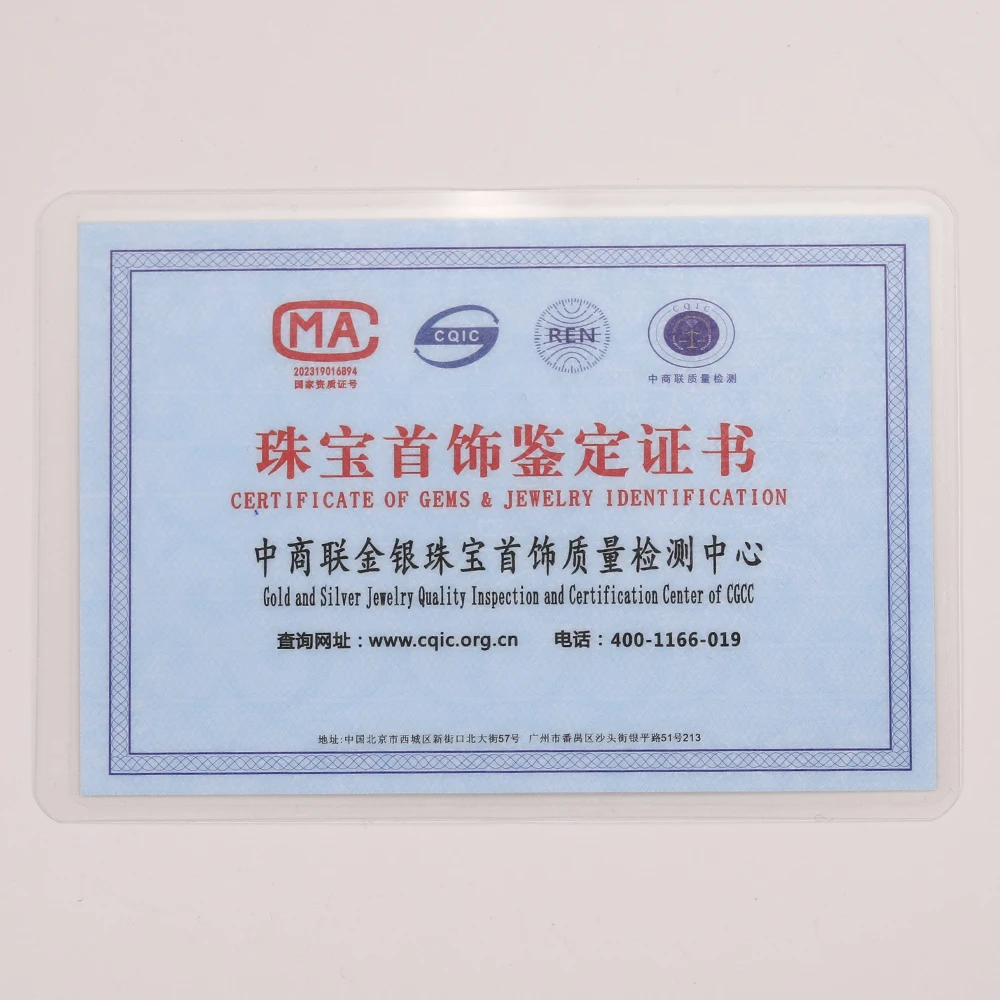 MA
202319016894
国家资质证号
CQIC
REN
CQIC
中商联质量检测
珠宝首饰鉴定证书
CERTIFICATE OF GEMS & JEWELRY IDENTIFICATION
中商联金银珠宝首饰质量检测中心
Gold and Silver Jewelry Quality Inspection and Certification Center of CGCC
查询网址：www.cqic.org.cn 电话：400-1166-019
地址:中国北京市西城区新街口北大街57号 广州市番禺区沙头街银平路51号213